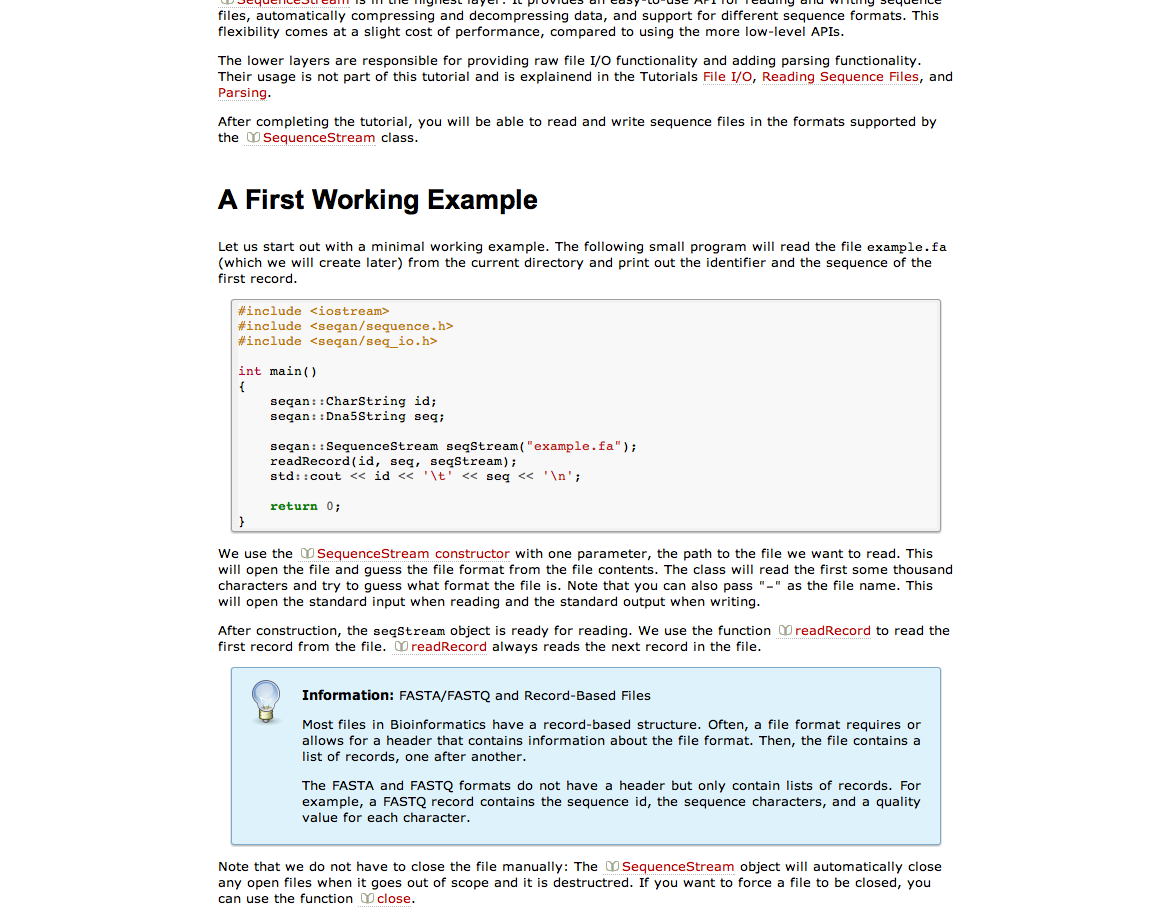 SequenceStream is in the highest layer. It provides an easy-to-use API for reading and writing sequence
files, automatically compressing and decompressing data, and support for different sequence formats. This
flexibility comes at a slight cost of performance, compared to using the more low-level APIs.
The lower layers are responsible for providing raw file I/O functionality and adding parsing functionality.
Their usage is not part of this tutorial and is explainend in the Tutorials File I/O, Reading Sequence Files, and
Parsing.
After completing the tutorial, you will be able to read and write sequence files in the formats supported by
the SequenceStream class.
A First Working Example
Let us start out with a minimal working example. The following small program will read the file example.fa
(which we will create later) from the current directory and print out the identifier and the sequence of the
first record.
#include <iostream>
#include <seqan/sequence.h>
#include <seqan/seq_io.h>
int main()
{
    seqan::CharString id;
    seqan::Dna5String seq;
    seqan::SequenceStream seqStream("example.fa");
    readRecord(id, seq, seqStream);
    std::cout << id << '\t' << seq << '\n';
    return 0;
}
We use the SequenceStream constructor with one parameter, the path to the file we want to read. This
will open the file and guess the file format from the file contents. The class will read the first some thousand
characters and try to guess what format the file is. Note that you can also pass "-" as the file name. This
will open the standard input when reading and the standard output when writing.
After construction, the seqStream object is ready for reading. We use the function readRecord to read the
first record from the file. readRecord always reads the next record in the file.
Information: FASTA/FASTQ and Record-Based Files
Most files in Bioinformatics have a record-based structure. Often, a file format requires or
allows for a header that contains information about the file format. Then, the file contains a
list of records, one after another.
The FASTA and FASTQ formats do not have a header but only contain lists of records. For
example, a FASTQ record contains the sequence id, the sequence characters, and a quality
value for each character.
Note that we do not have to close the file manually: The SequenceStream object will automatically close
any open files when it goes out of scope and it is destructred. If you want to force a file to be closed, you
can use the function close.